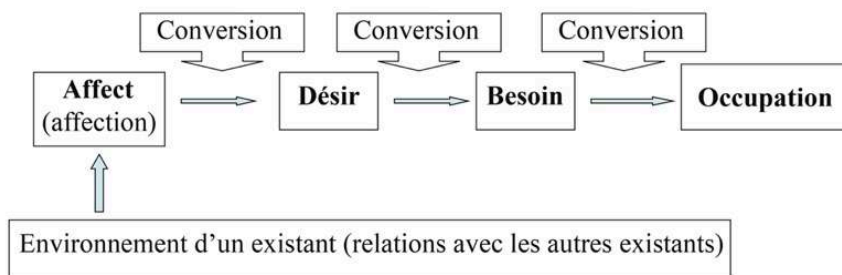 Conversion
Conversion
Conversion
Affect
(affection)
Désir
Besoin
Occupation
Environnement d’un existant (relations avec les autres existants)